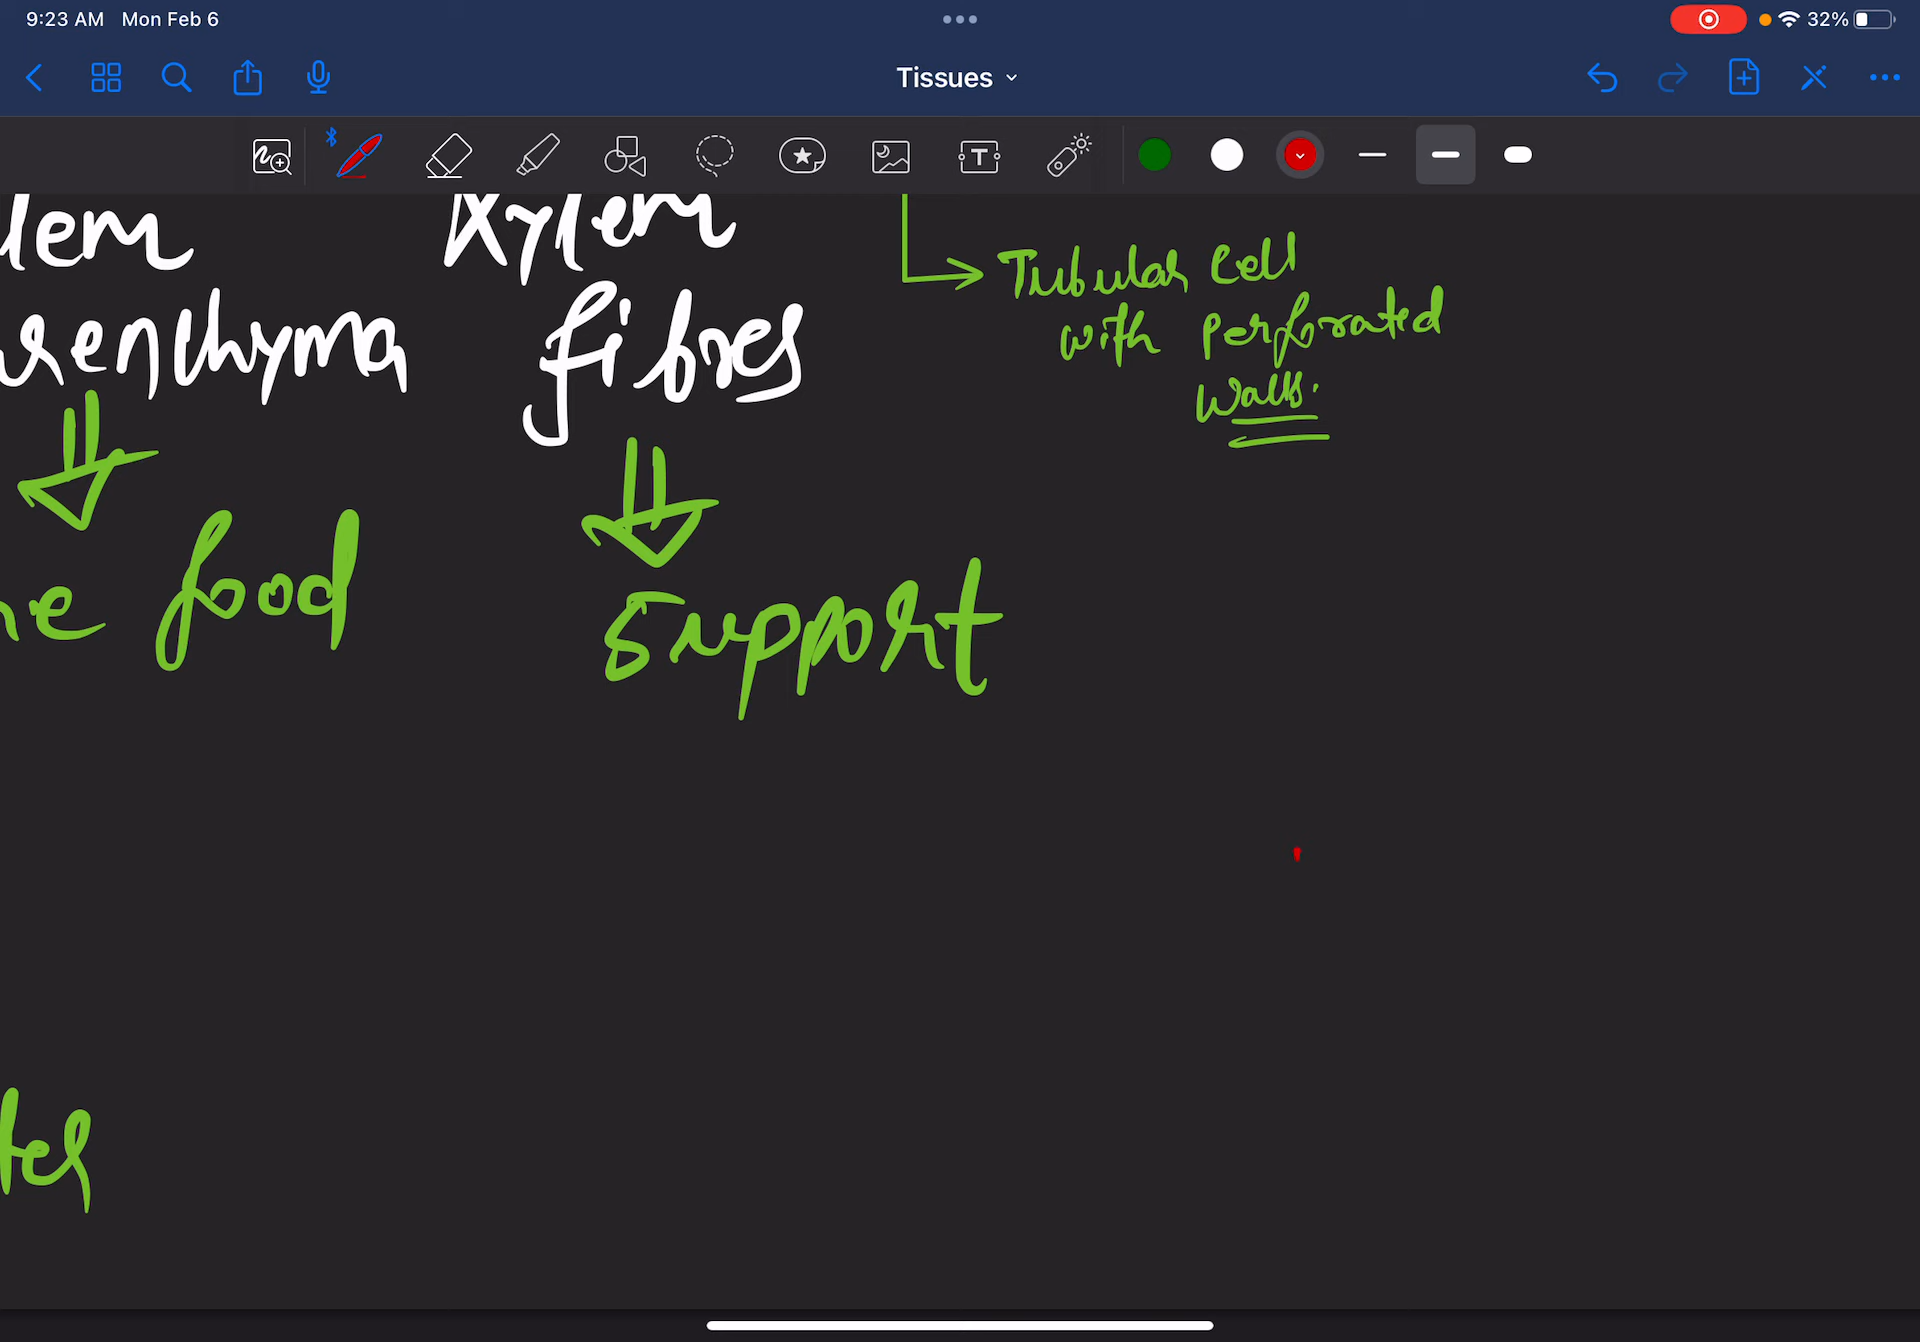 9:23 AM Mon Feb 6
32%
Tissues
T
lem
Xylem
Tubular Cell
with Perforated
Walls.
renchyma
fibres
food
support
ter